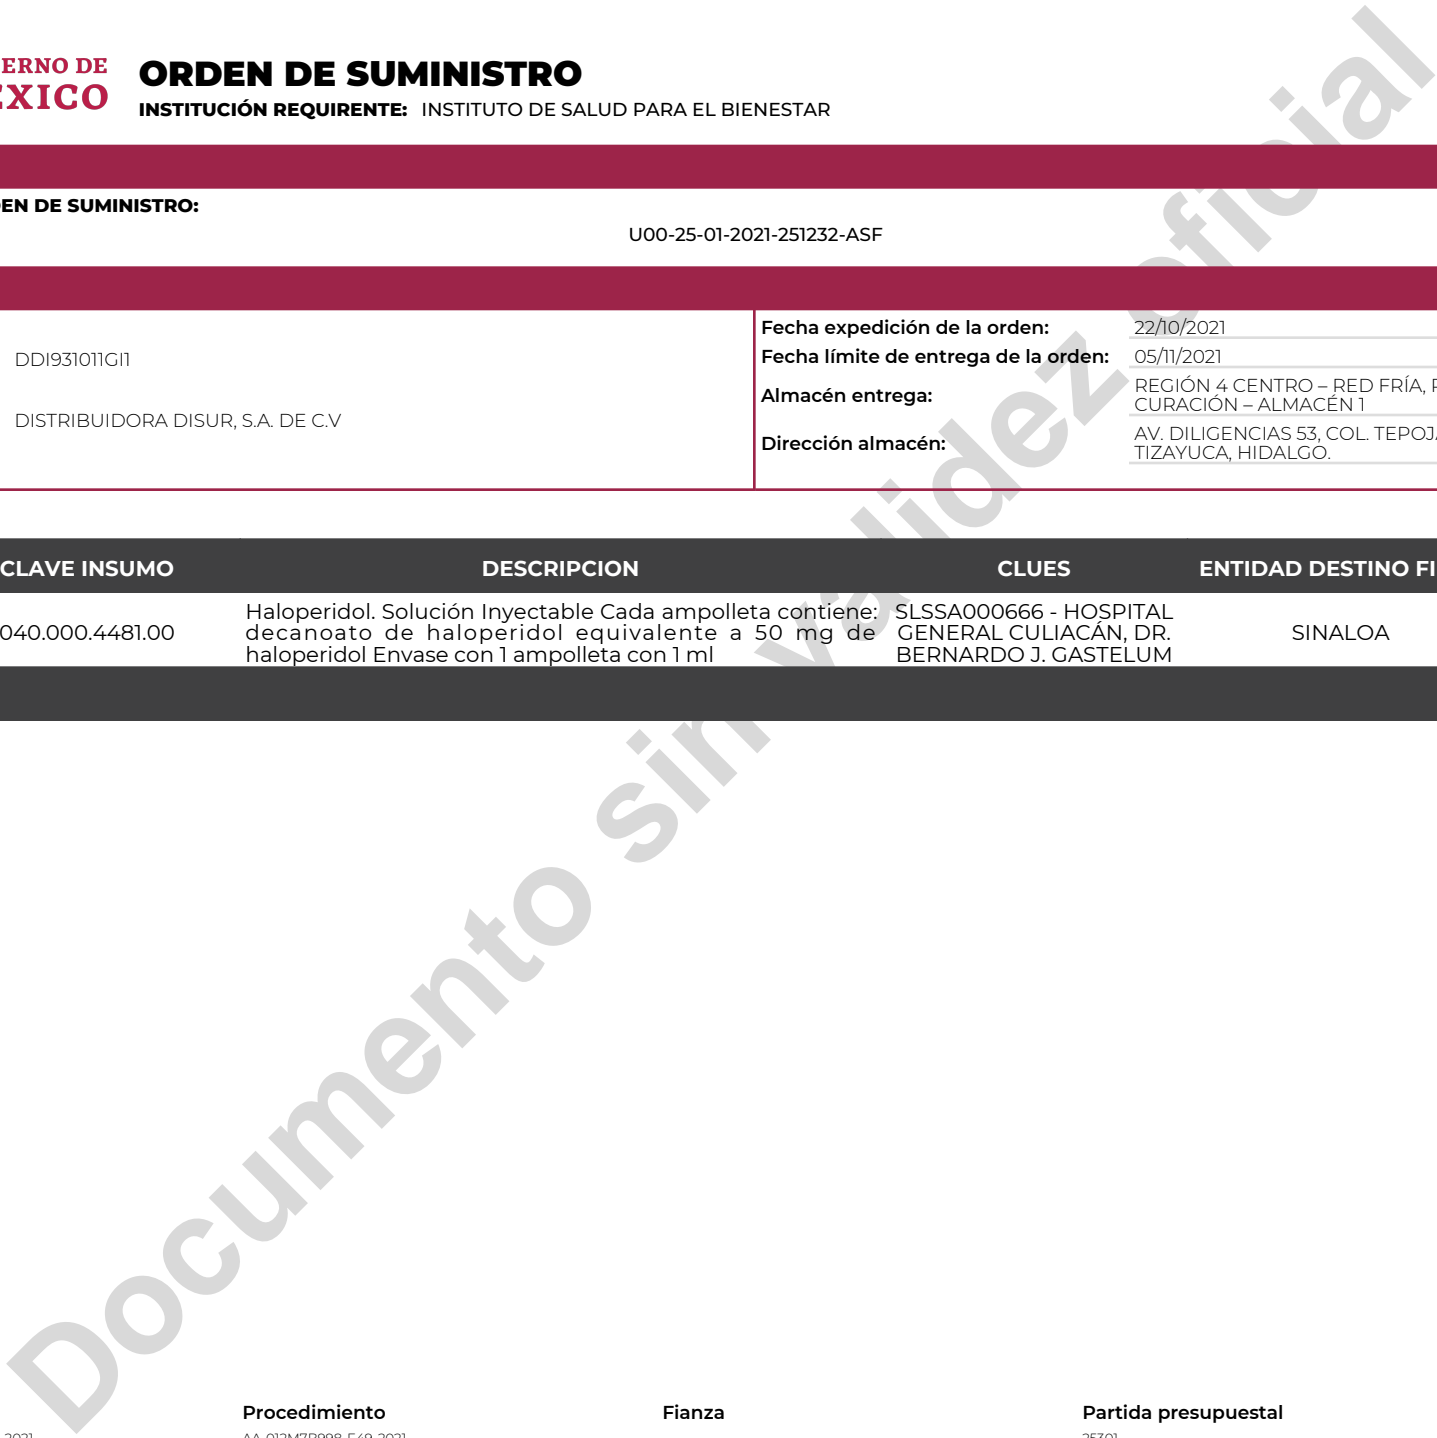 ERNO DE
ORDEN DE SUMINISTRO
INSTITUCIÓN REQUIRENTE: INSTITUTO DE SALUD PARA EL BIENESTAR
EN DE SUMINISTRO:
U00-25-01-2021-251232-ASF
DDI931011GI1
DISTRIBUIDORA DISUR, S.A. DE C.V
Fecha expedición de la orden: 22/10/2021
Fecha límite de entrega de la orden: 05/11/2021
Almacén entrega: REGIÓN 4 CENTRO – RED FRÍA,
CURACIÓN – ALMACÉN 1
Dirección almacén: AV. DILIGENCIAS 53, COL. TEPOJ
TIZAYUCA, HIDALGO.
CLAVE INSUMO DESCRIPCION CLUES ENTIDAD DESTINO FI
040.000.4481.00
Haloperidol. Solución Inyectable Cada ampolleta contiene:
decanoato de haloperidol equivalente a 50 mg de
haloperidol Envase con 1 ampolleta con 1 ml
SLSSA000666 - HOSPITAL
GENERAL CULIACÁN, DR.
BERNARDO J. GASTELUM
SINALOA
Documento sin validez oficial
Procedimiento Fianza Partida presupuestal